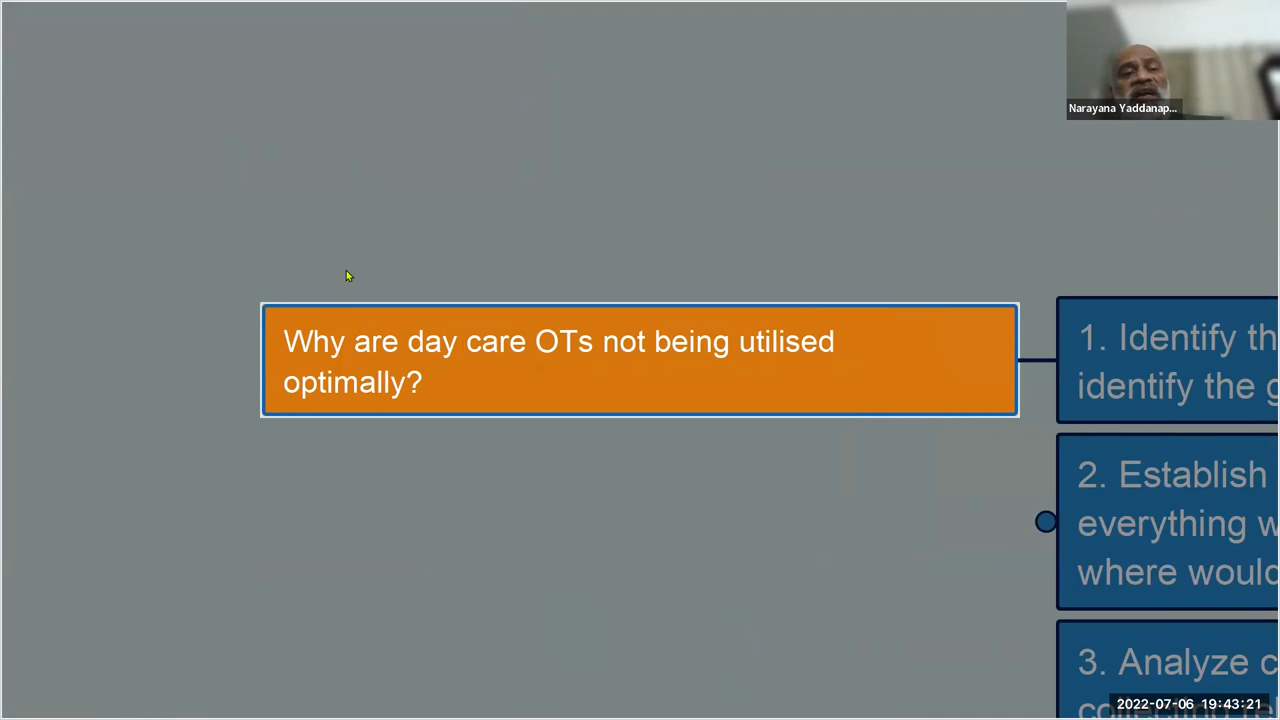 Narayana Yaddanap...
Why are day care OTs not being utilised
optimally?
1. Identify th
identify the g
2. Establish
everything w
where would
3. Analyze c
2022-07-06 19:43:21